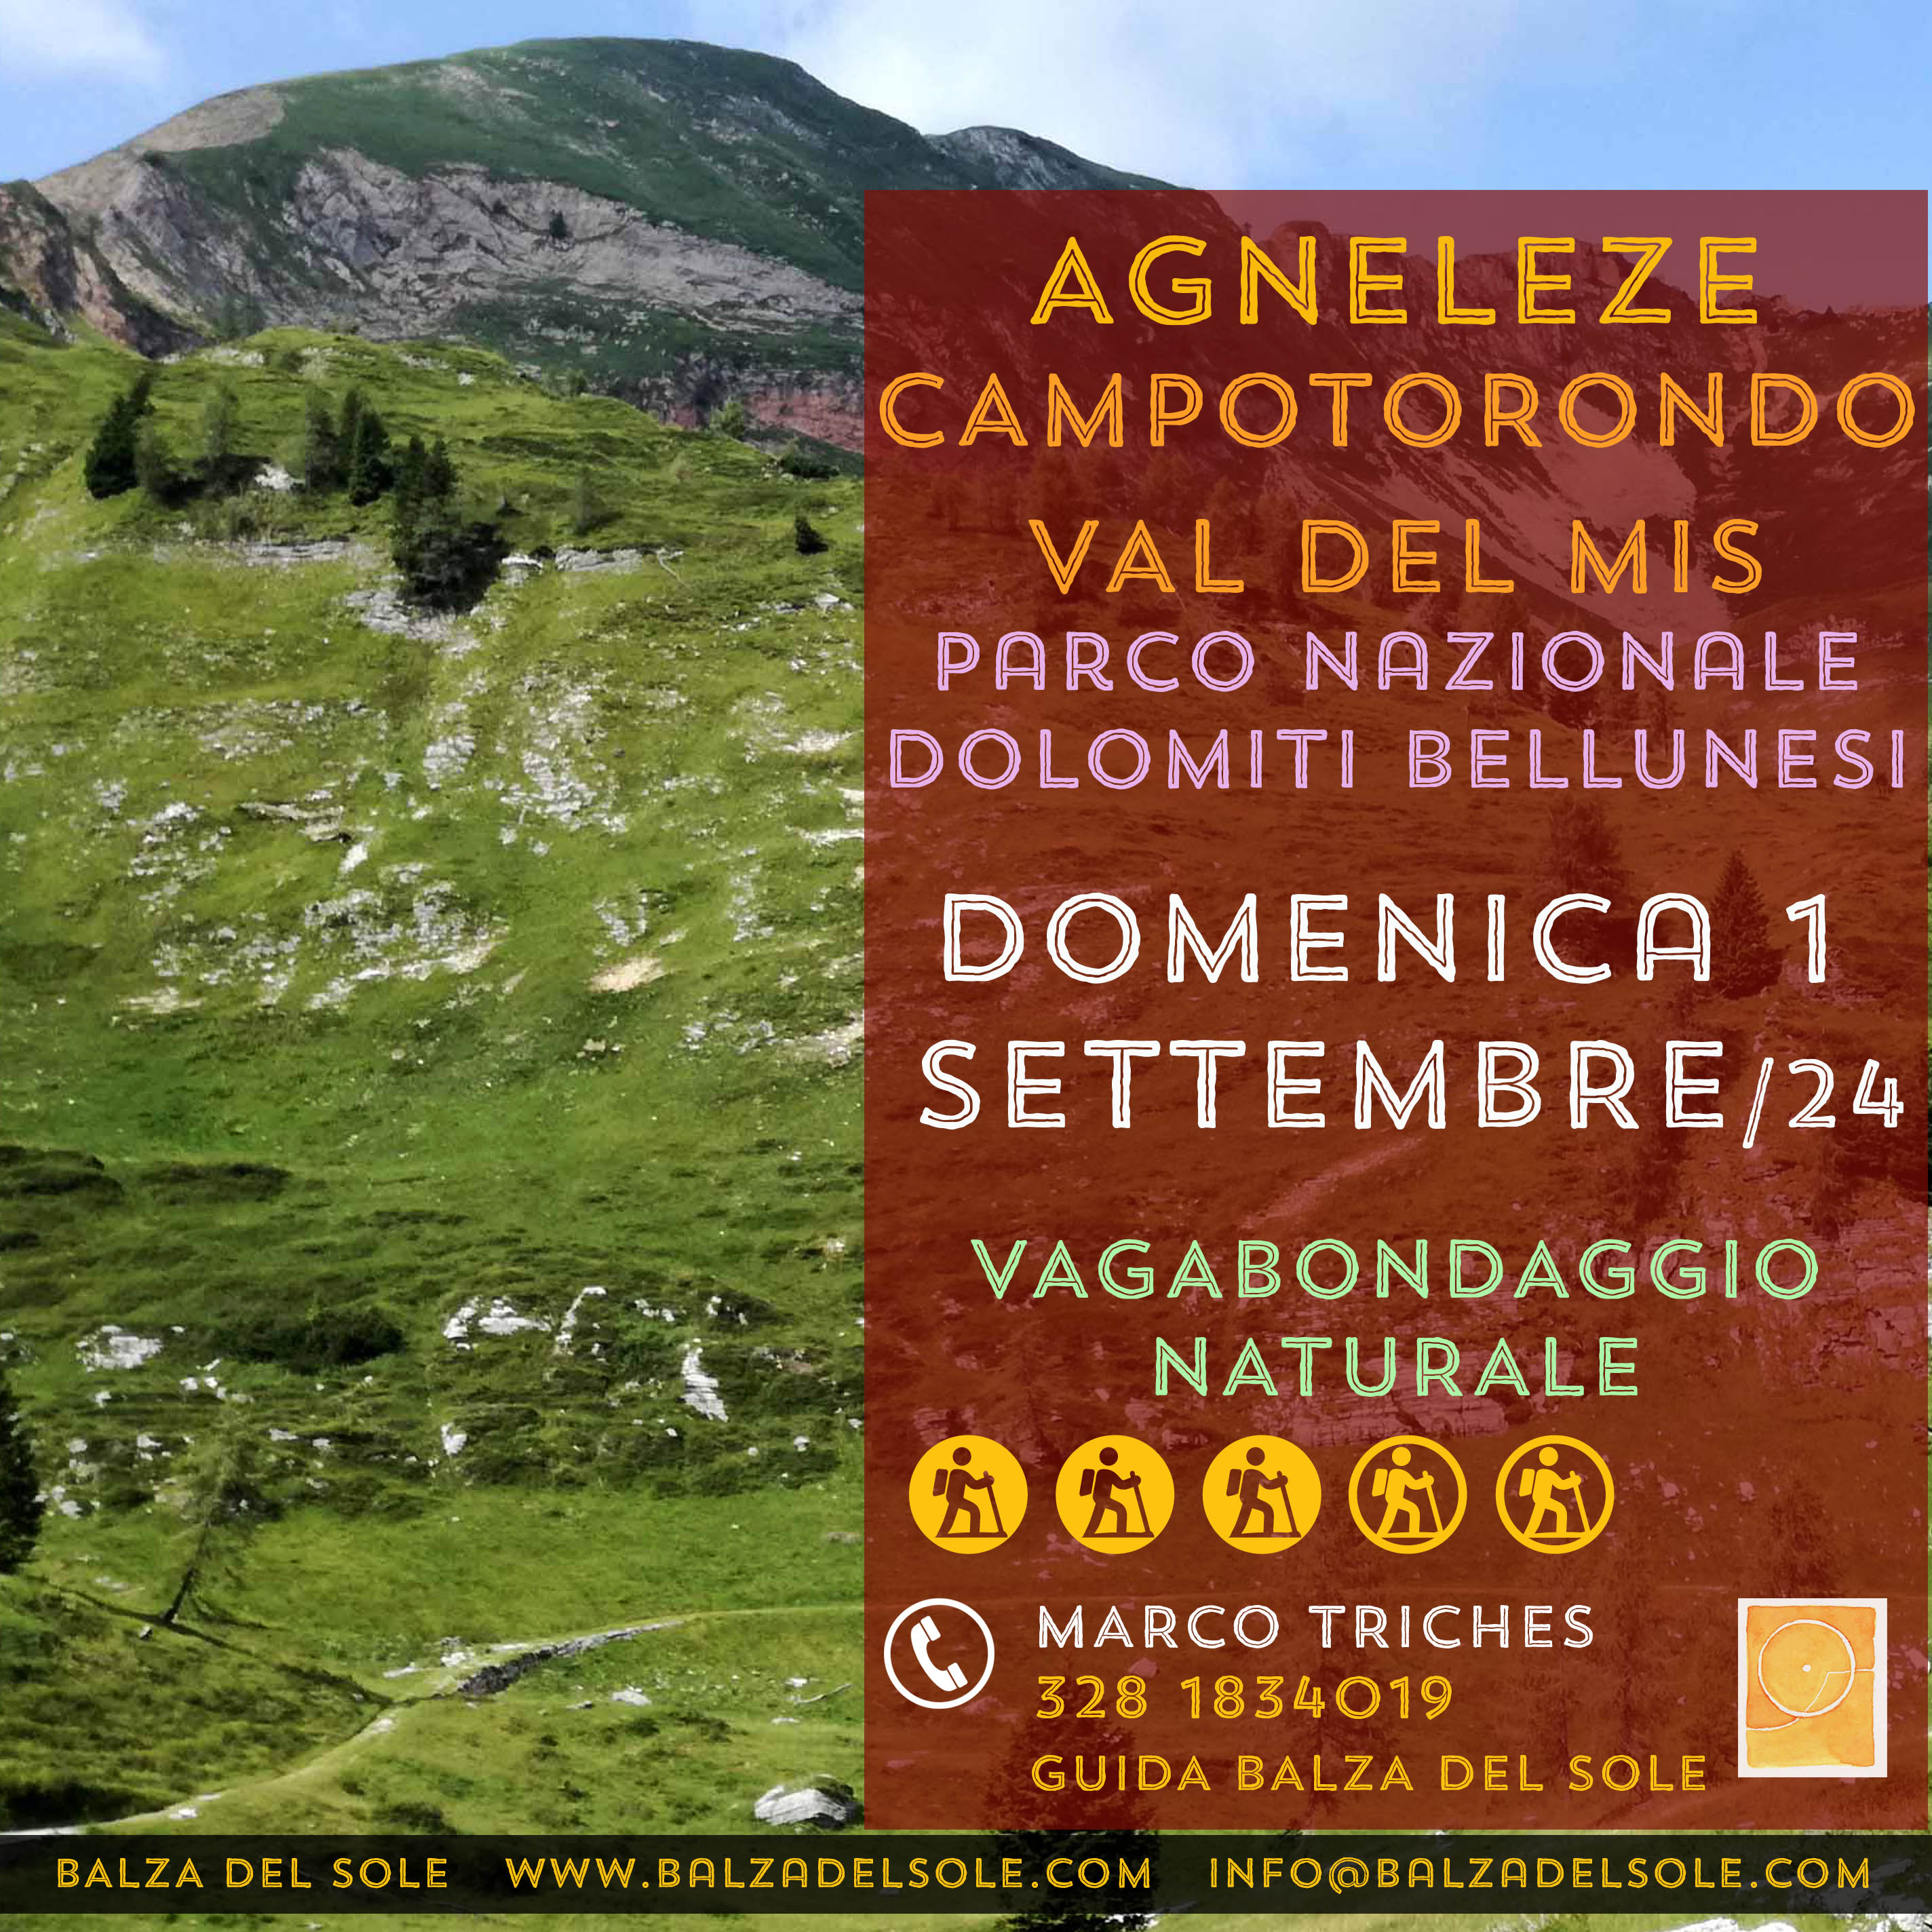 AGNELEZE
CAMPOTORONDO
VAL DEL MIS
PARCO NAZIONALE
DOLOMITI BELLUNESI
DOMENICA 1
SETTEMBRE/24
VAGABONDAGGIO
NATURALE
MARCO TRICHES
328 1834019
GUIDA BALZA DEL SOLE
BALZA DEL SOLE WWW.BALZADELSOLE.COM INFO@BALZADELSOLE.COM